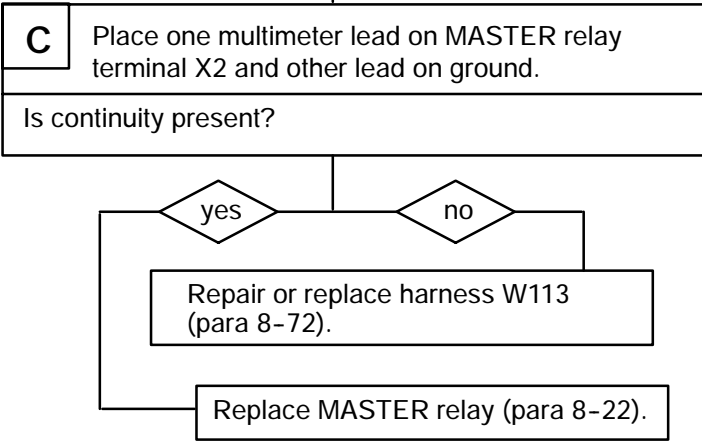 C
Place one multimeter lead on MASTER relay
terminal X2 and other lead on ground.
Is continuity present?
yes
no
Repair or replace harness W113
(para 8-72).
Replace MASTER relay (para 8-22).